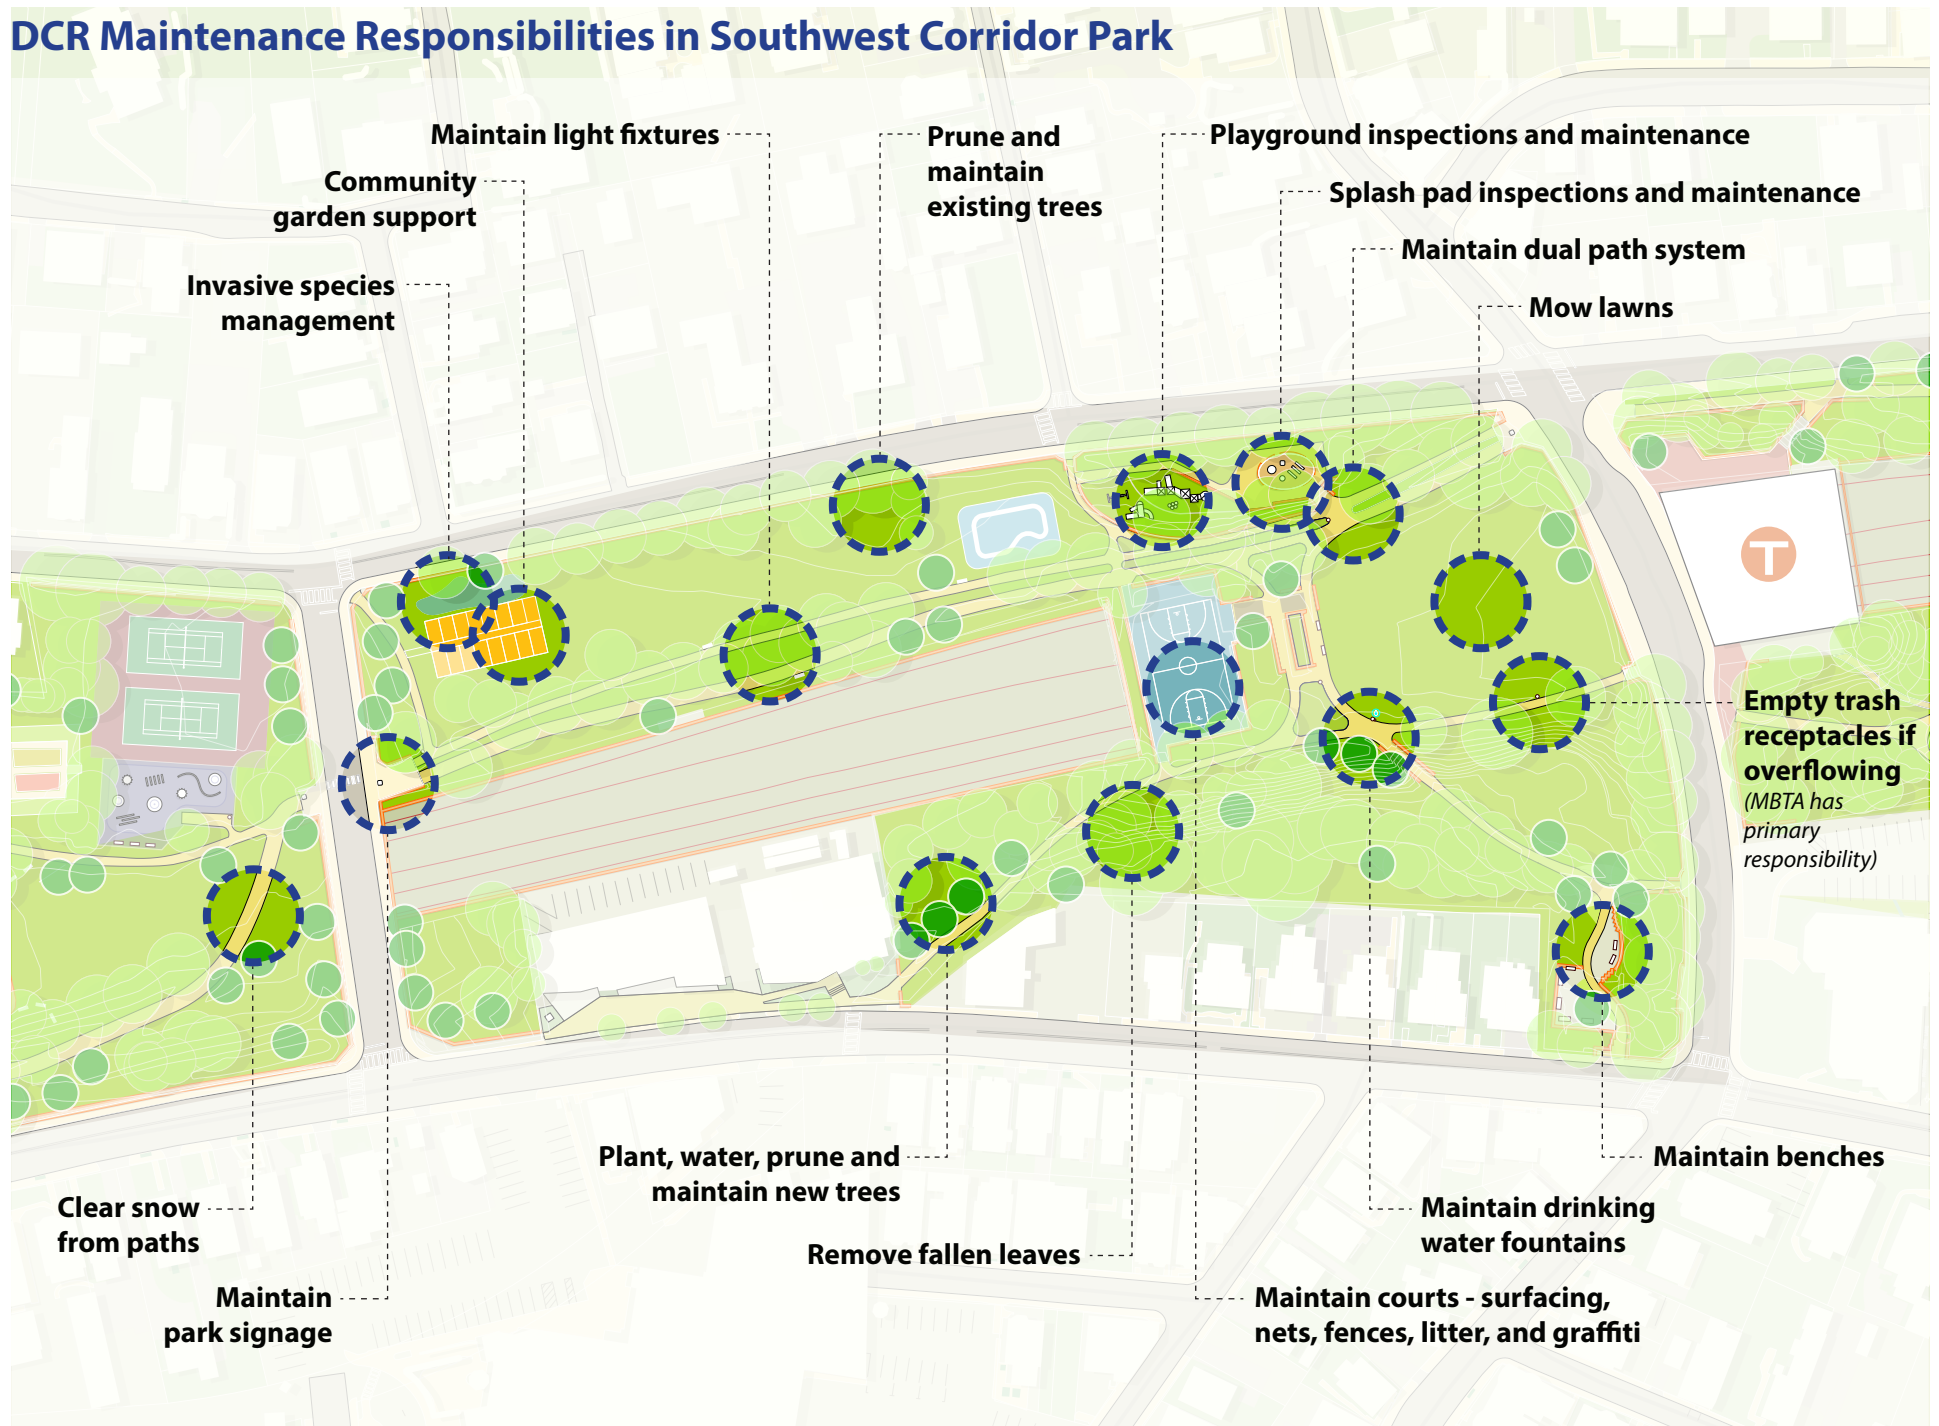 DCR Maintenance Responsibilities in Southwest Corridor Park
Maintain light fixtures
Prune and
maintain
existing trees
Playground inspections and maintenance
Community
garden support
Splash pad inspections and maintenance
Maintain dual path system
Invasive species
management
Mow lawns
T
Empty trash
receptacles if
overflowing
(MBTA has
primary
responsibility)
Plant, water, prune and
maintain new trees
Maintain benches
Clear snow
from paths
Maintain drinking
water fountains
Remove fallen leaves
Maintain
park signage
Maintain courts - surfacing,
nets, fences, litter, and graffiti